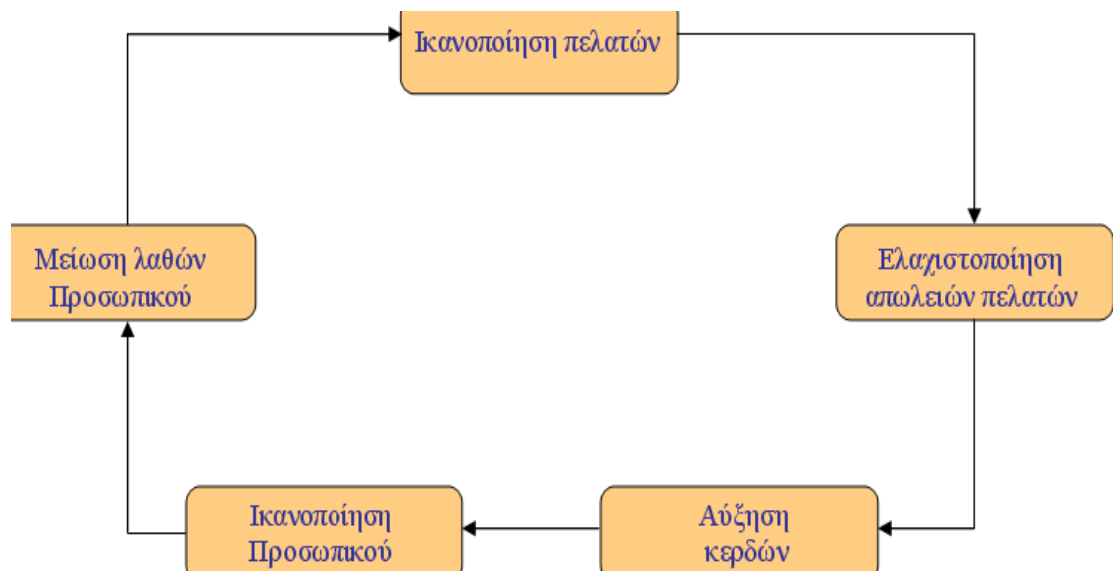 Ικανοποίηση πελατών
Μείωση λαθών
Προσωπικού
Ελαχιστοποίηση
απωλειών πελατών
Ικανοποίηση
Προσωπικού
Αύξηση
κερδών